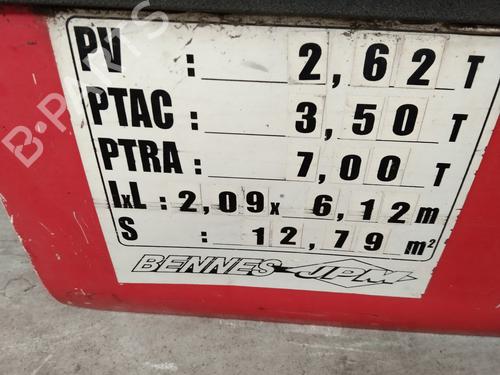 PV : 2,62 T
PTAC : 3,50 T
PTRA : 7,00 T
lxL : 2,09 x 6,12 m
S : 12,79 m²
BENNES JPM
B-PARTS